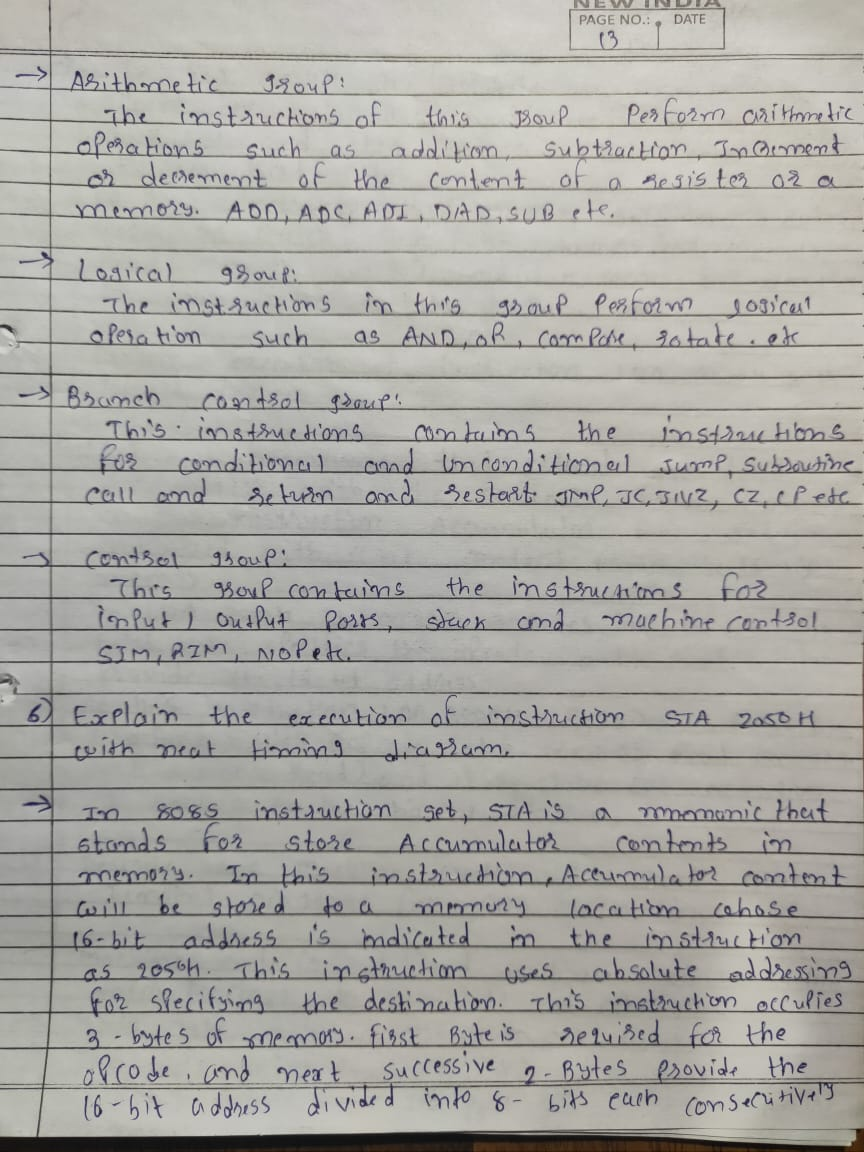 NEW INDIA
PAGE NO.: DATE
13
→ Arithmetic group:
The instructions of this group Perform arithmetic
operations such as addition, subtraction, Increment
or decrement of the content of a register or a
memory. ADD, ADC, ADI, DAD, SUB etc.
→ Logical group:
The instructions in this group Perform logical
operation such as AND, OR, compare, rotate. etc
→ Branch control group:
This instructions contains the instructions
for conditional and Unconditional Jump, subroutine
call and return and restart JMP, JC, JNZ, CZ, CP etc
→ control group:
This group contains the instructions for
input, output Ports, stack and machine control
SIM, RIM, NOP etc.
6) Explain the execution of instruction STA 2050H
with neat timing diagram.
→ In 8085 instruction set, STA is a mnemonic that
stands for store Accumulator contents in
memory. In this instruction, Accumulator content
will be stored to a memory location whose
16-bit address is indicated in the instruction
as 2050H. This instruction uses absolute addressing
for specifying the destination. This instruction occupies
3-bytes of memory. First Byte is required for the
opcode, and next successive 2-Bytes provide the
16-bit address divided into 8- bits each consecutively